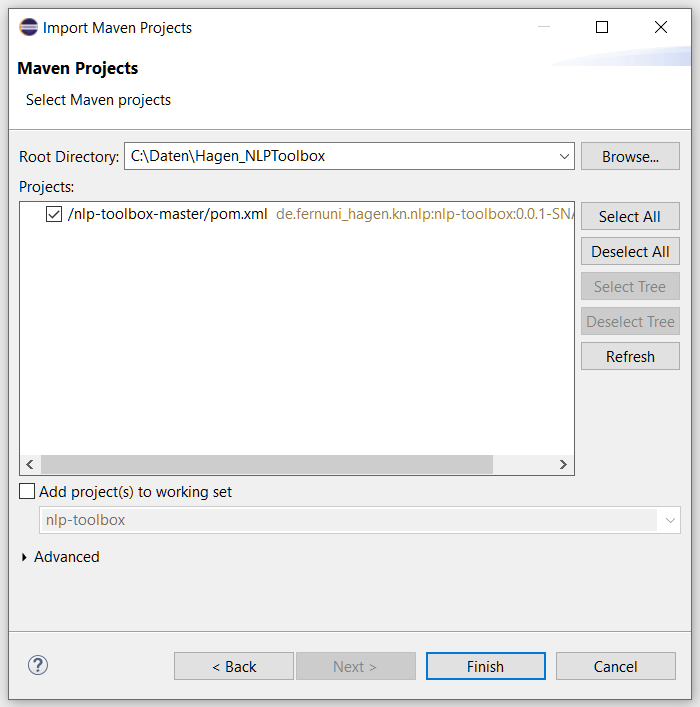 Import Maven Projects
Maven Projects
Select Maven projects
Root Directory: C:\Daten\Hagen_NLPToolbox Browse...
Projects:
/nlp-toolbox-master/pom.xml de.fernuni_hagen.kn.nlp:nlp-toolbox:0.0.1-SNA
Select All
Deselect All
Select Tree
Deselect Tree
Refresh
Add project(s) to working set
nlp-toolbox
Advanced
? < Back Next > Finish Cancel